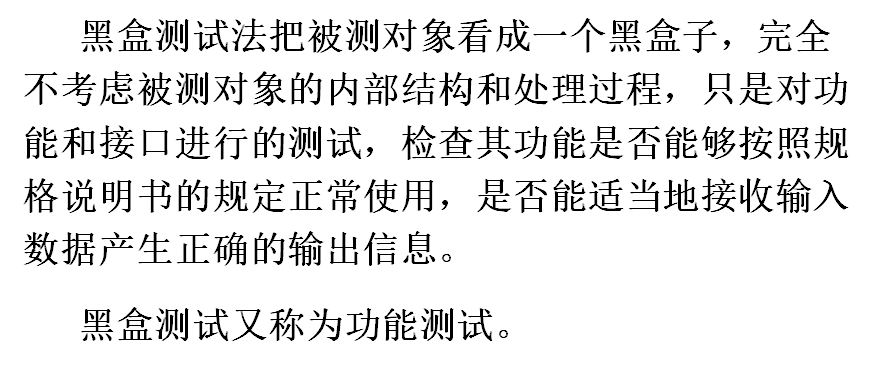 黑盒测试法把被测对象看成一个黑盒子，完全
不考虑被测对象的内部结构和处理过程，只是对功
能和接口进行的测试，检查其功能是否能够按照规
格说明书的规定正常使用，是否能适当地接收输入
数据产生正确的输出信息。
黑盒测试又称为功能测试。